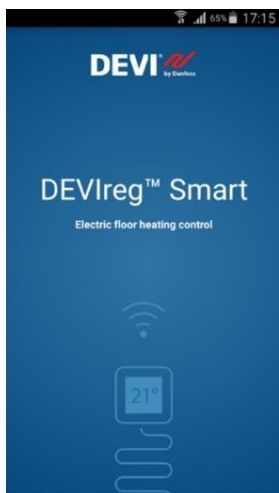 65% 17:15
DEVI®
by Danfoss
DEVIreg™ Smart
Electric floor heating control
21°